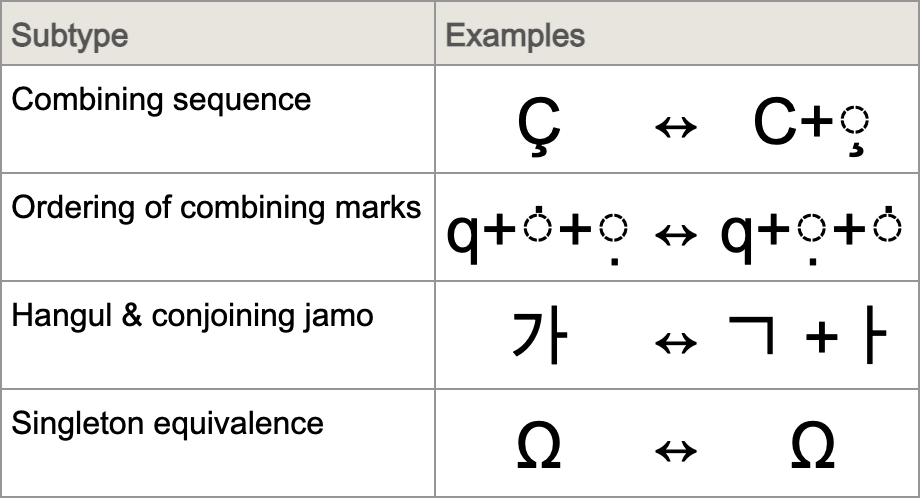 Subtype Examples
Combining sequence Ç ↔ C+◌̧
Ordering of combining marks q+◌̇+◌̣ ↔ q+◌̣+◌̇
Hangul & conjoining jamo 가 ↔ ᄀ + ᅡ
Singleton equivalence Ω ↔ Ω